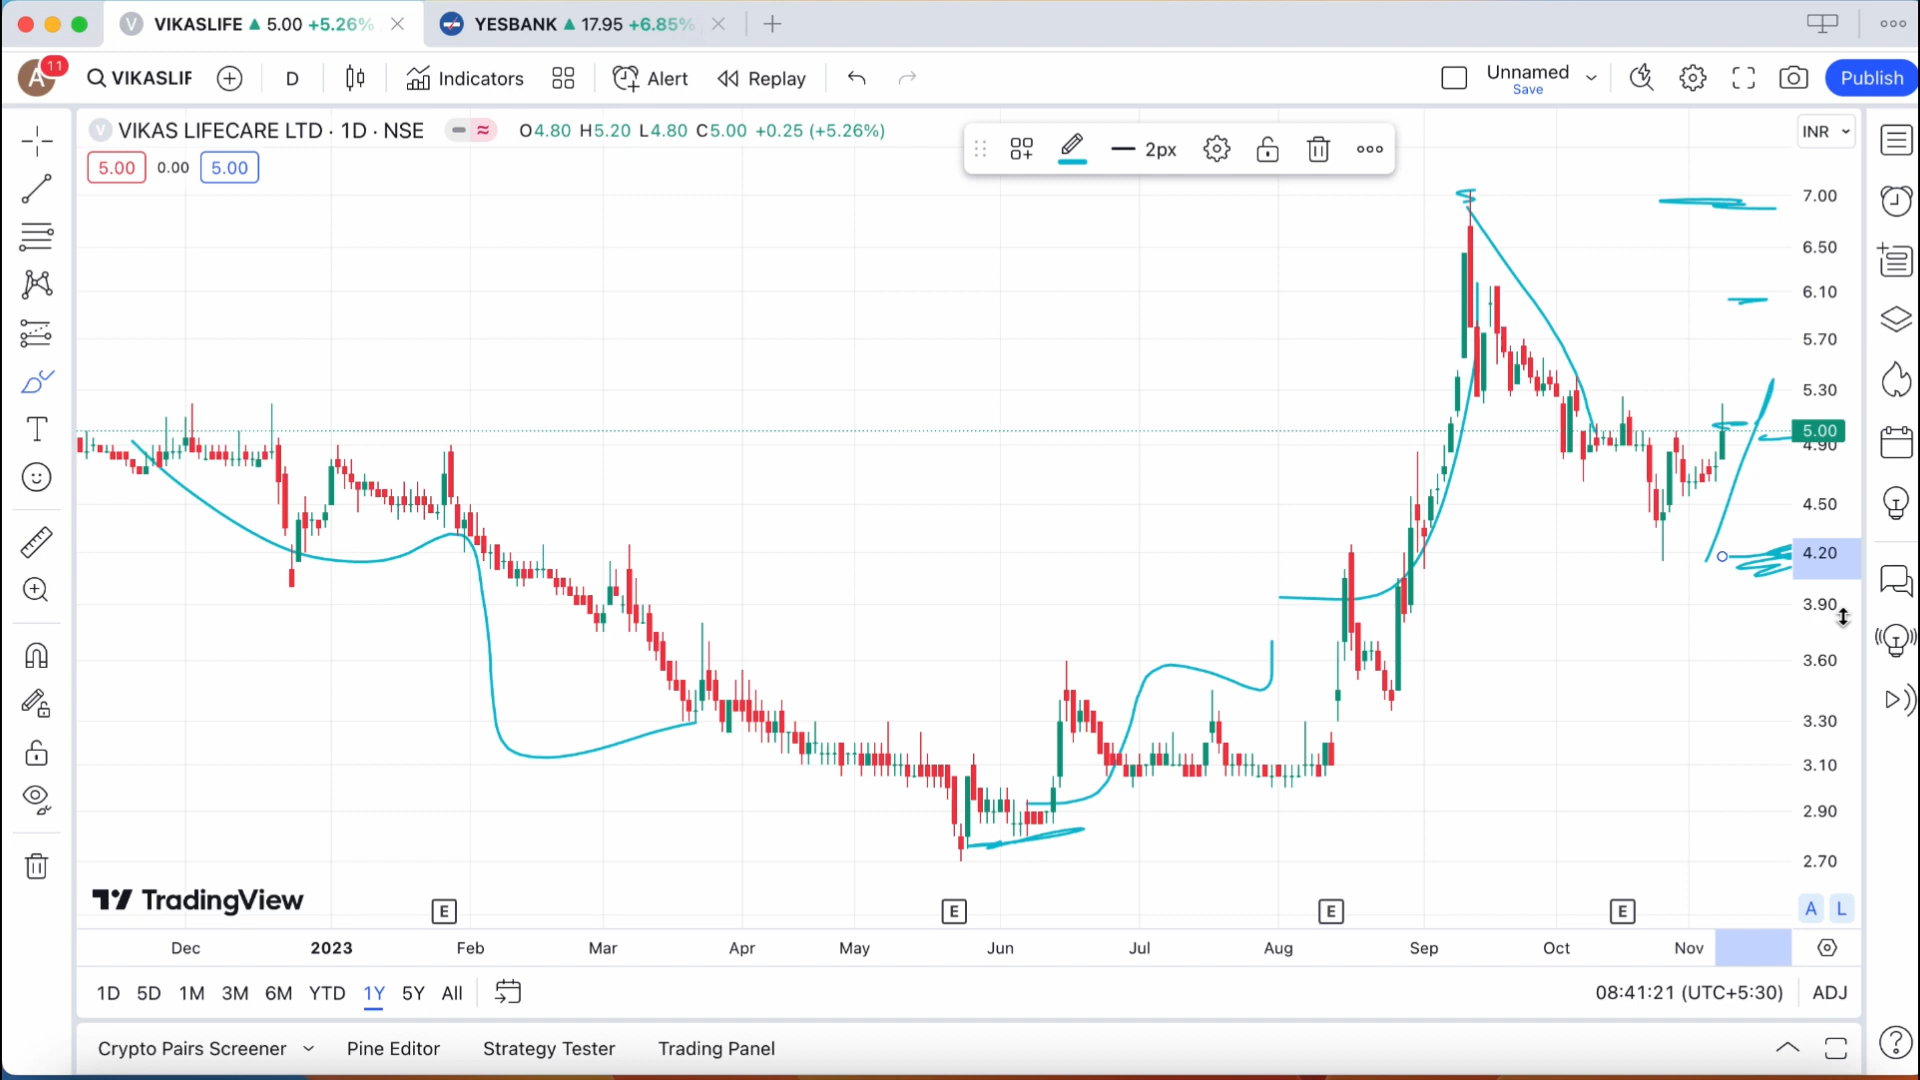 VIKASLIFE ▲ 5.00 +5.26%
YESBANK ▲ 17.95 +6.85%
A
11
VIKASLIF
D
Indicators
Alert
Replay
Unnamed
Save
Publish
V VIKAS LIFECARE LTD · 1D · NSE
O4.80 H5.20 L4.80 C5.00 +0.25 (+5.26%)
5.00 0.00 5.00
2px
INR
7.00
6.50
6.10
5.70
5.30
5.00
4.90
4.50
4.20
3.90
3.60
3.30
3.10
2.90
2.70
TradingView
E E E E
A L
Dec 2023 Feb Mar Apr May Jun Jul Aug Sep Oct Nov
1D 5D 1M 3M 6M YTD 1Y 5Y All
08:41:21 (UTC+5:30) ADJ
Crypto Pairs Screener Pine Editor Strategy Tester Trading Panel